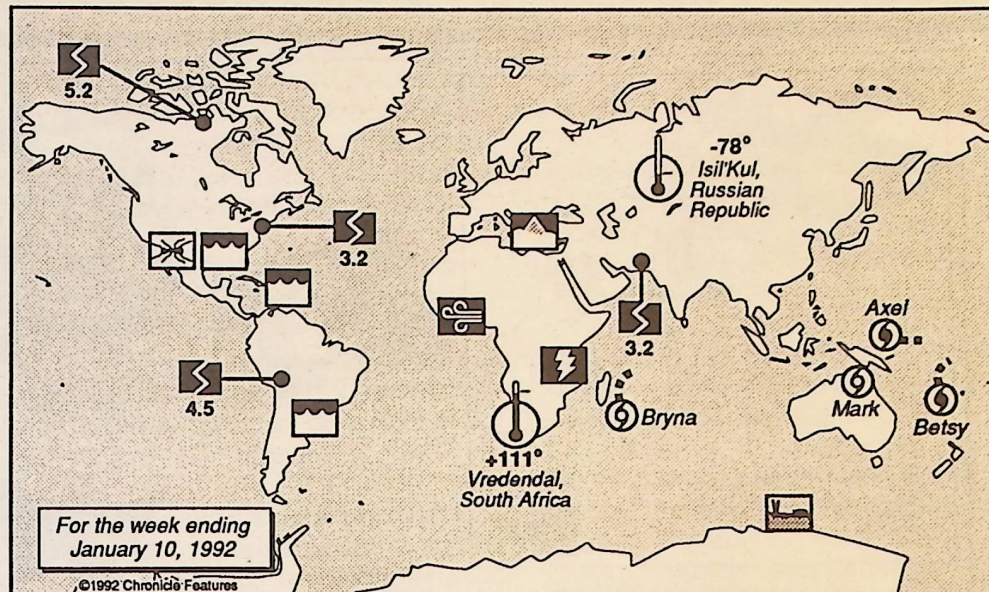 5.2
-78°
Isil'Kul,
Russian
Republic
3.2
Axel
3.2
4.5
Bryna
Mark
Betsy
+111°
Vredendal,
South Africa
For the week ending
January 10, 1992
©1992 Chronicle Features